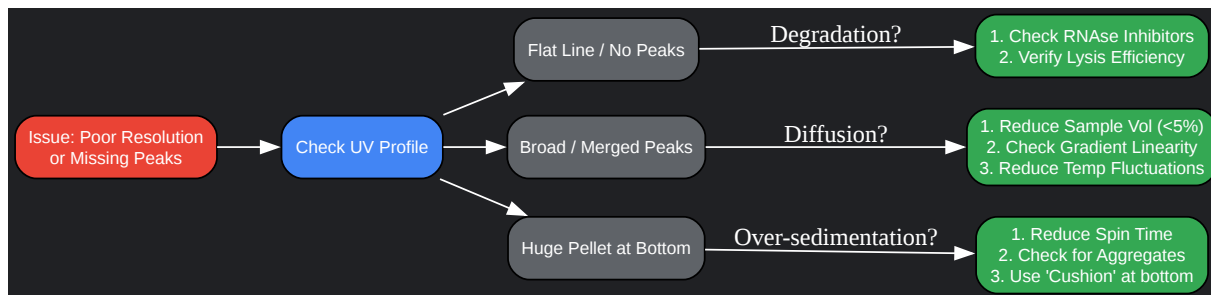 Issue: Poor Resolution
or Missing Peaks
Check UV Profile
Flat Line / No Peaks
Degradation?
1. Check RNAse Inhibitors
2. Verify Lysis Efficiency
Broad / Merged Peaks
Diffusion?
1. Reduce Sample Vol (<5%)
2. Check Gradient Linearity
3. Reduce Temp Fluctuations
Huge Pellet at Bottom
Over-sedimentation?
1. Reduce Spin Time
2. Check for Aggregates
3. Use 'Cushion' at bottom